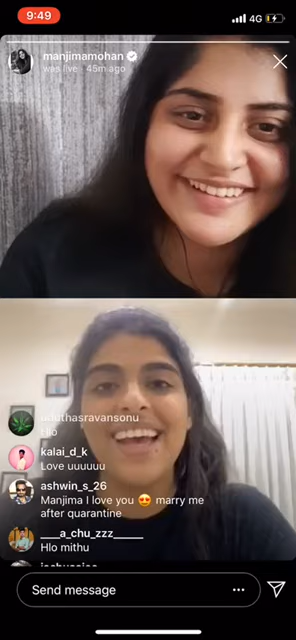 9:49
4G
manjimamohan
was live · 45m ago
Hlo
kalai_d_k
Love uuuuuu
ashwin_s_26
Manjima I love you 😍 marry me
after quarantine
____a_chu_zzz______
Hlo mithu
Send message